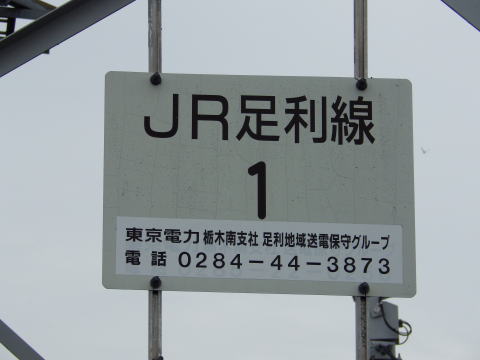 JR足利線
1
東京電力 栃木南支社 足利地域送電保守グループ
電話 0284-44-3873